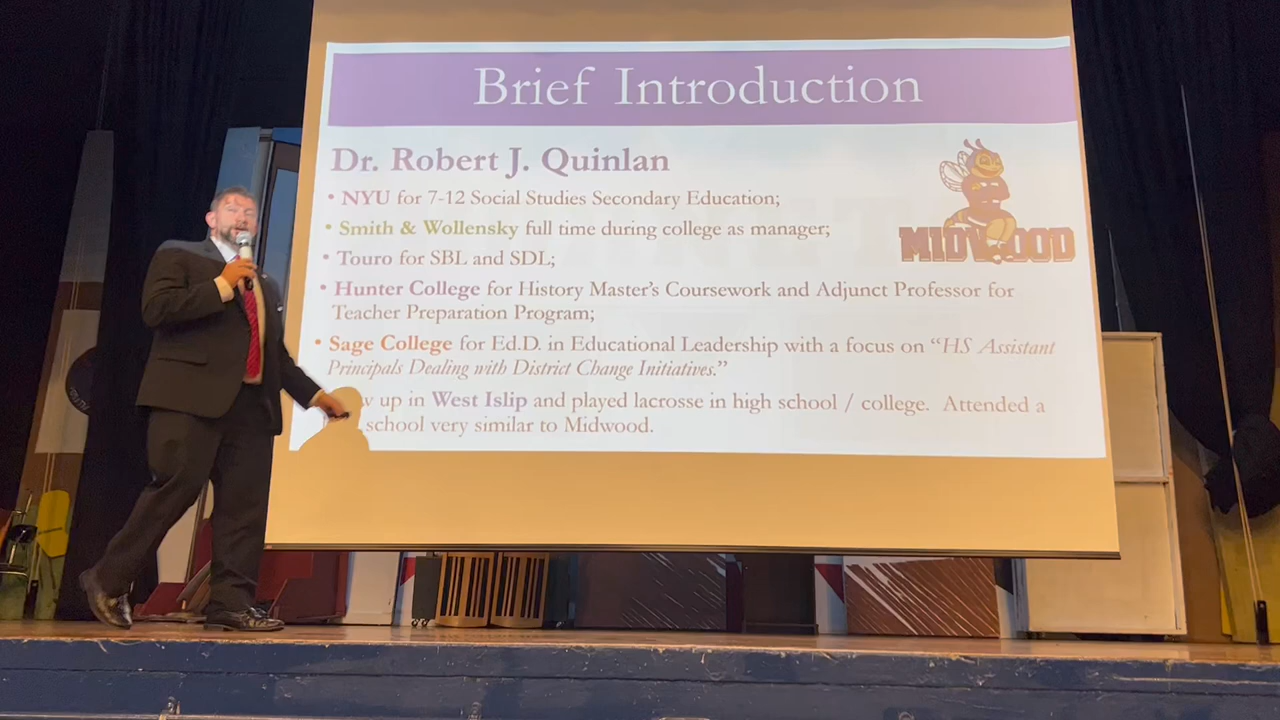 Brief Introduction
Dr. Robert J. Quinlan
• NYU for 7-12 Social Studies Secondary Education;
• Smith & Wollensky full time during college as manager;
• Touro for SBL and SDL;
• Hunter College for History Master's Coursework and Adjunct Professor for
Teacher Preparation Program;
• Sage College for Ed.D. in Educational Leadership with a focus on “HS Assistant
Principals Dealing with District Change Initiatives.”
up in West Islip and played lacrosse in high school / college. Attended a
school very similar to Midwood.
MIDWOOD